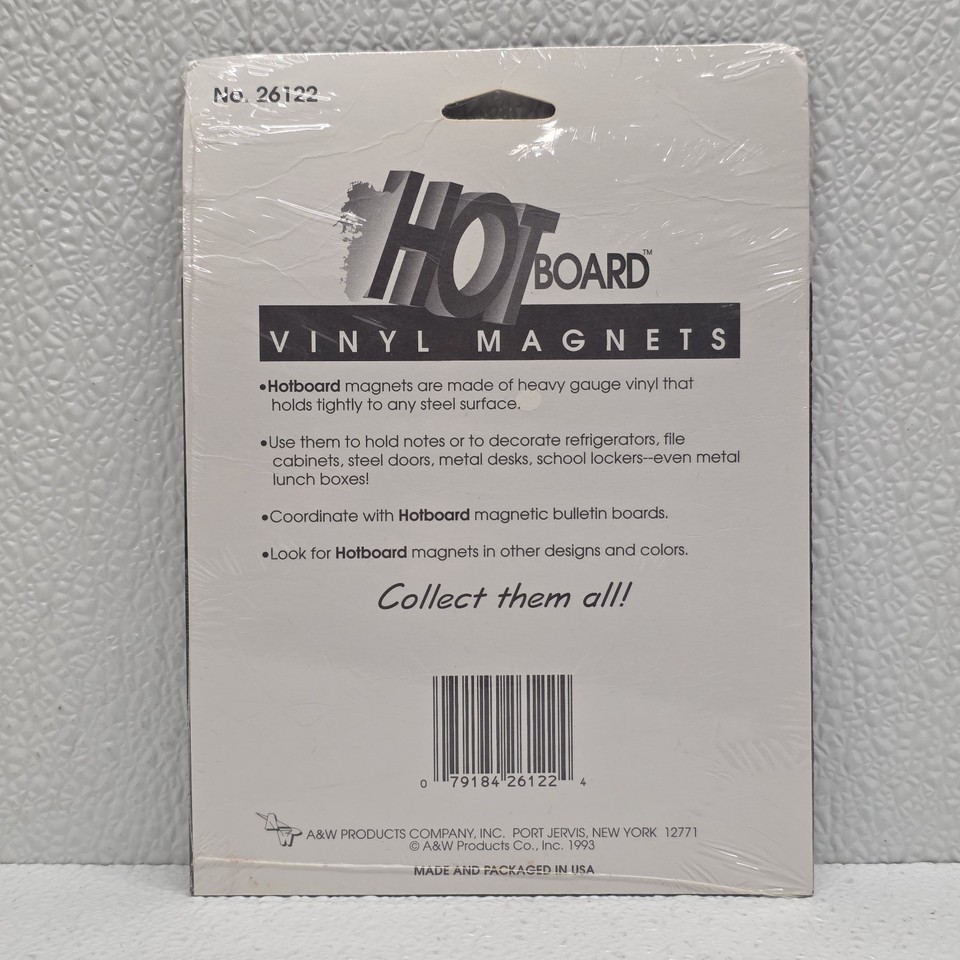 No. 26122
HOT BOARD™
VINYL MAGNETS
•Hotboard magnets are made of heavy gauge vinyl that
holds tightly to any steel surface.
•Use them to hold notes or to decorate refrigerators, file
cabinets, steel doors, metal desks, school lockers--even metal
lunch boxes!
•Coordinate with Hotboard magnetic bulletin boards.
•Look for Hotboard magnets in other designs and colors.
Collect them all!
0 79184 26122 4
A&W PRODUCTS COMPANY, INC. PORT JERVIS, NEW YORK 12771
© A&W Products Co., Inc. 1993
MADE AND PACKAGED IN USA